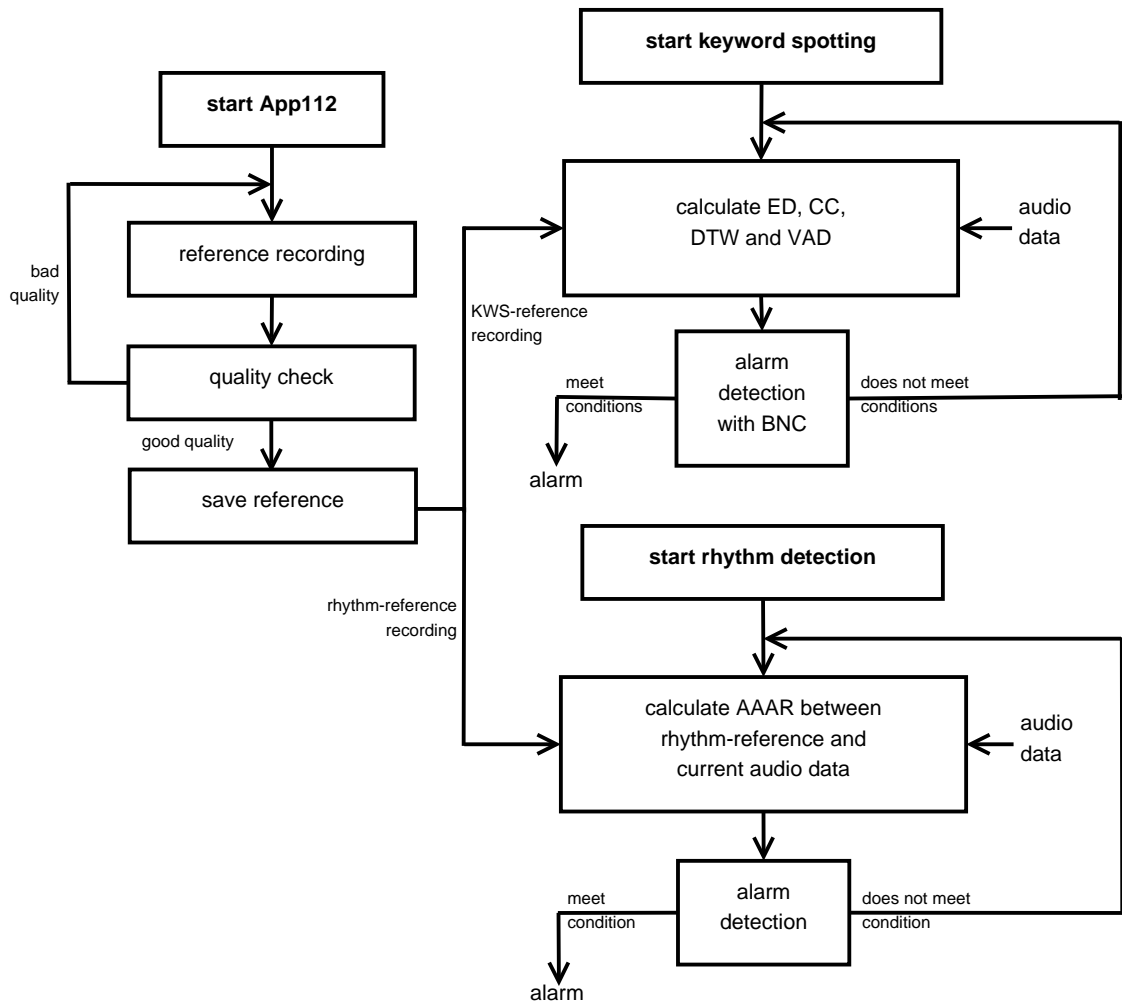 start App112
reference recording
bad
quality
quality check
good quality
save reference
KWS-reference
recording
rhythm-reference
recording
start keyword spotting
calculate ED, CC,
DTW and VAD
audio
data
alarm
detection
with BNC
meet
conditions
does not meet
conditions
alarm
start rhythm detection
calculate AAAR between
rhythm-reference and
current audio data
audio
data
alarm
detection
meet
condition
does not meet
condition
alarm